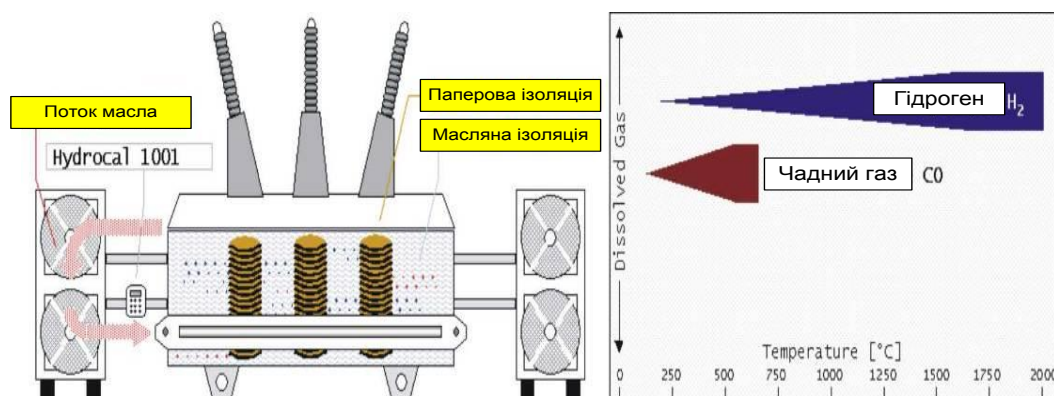 Поток масла
Hydrocal 1001
Паперова ізоляція
Масляна ізоляція
Dissolved Gas
Гідроген H₂
Чадний газ CO
Temperature [°C]
0 250 500 750 1000 1250 1500 1750 2000